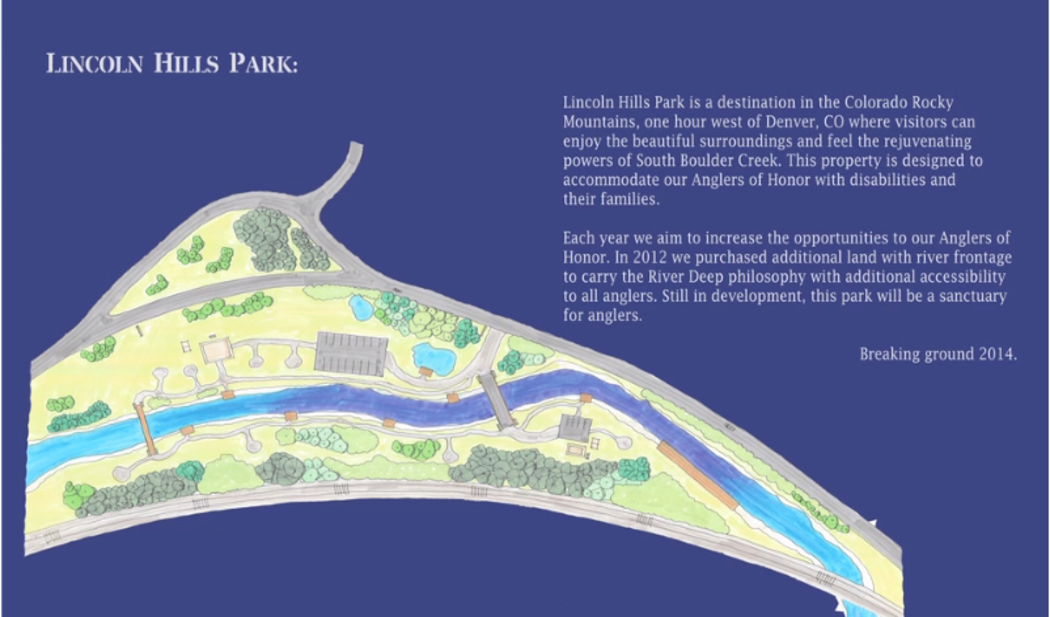 LINCOLN HILLS PARK:
Lincoln Hills Park is a destination in the Colorado Rocky
Mountains, one hour west of Denver, CO where visitors can
enjoy the beautiful surroundings and feel the rejuvenating
powers of South Boulder Creek. This property is designed to
accommodate our Anglers of Honor with disabilities and
their families.
Each year we aim to increase the opportunities to our Anglers of
Honor. In 2012 we purchased additional land with river frontage
to carry the River Deep philosophy with additional accessibility
to all anglers. Still in development, this park will be a sanctuary
for anglers.
Breaking ground 2014.